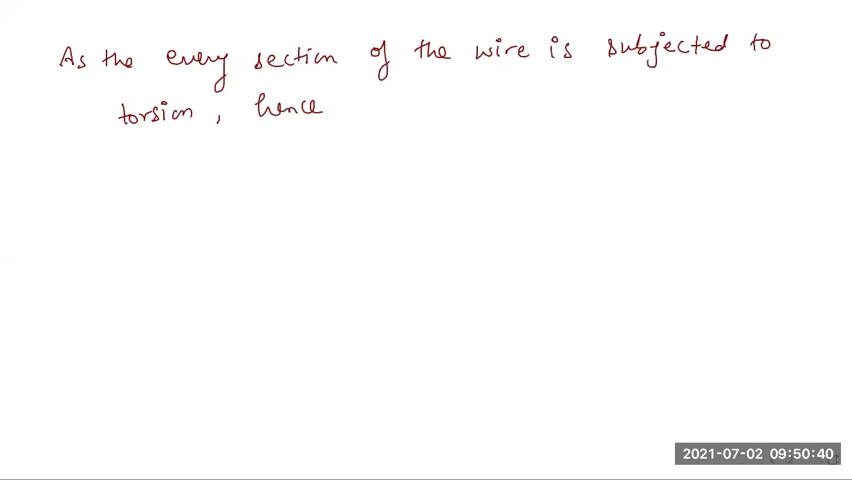 As the every section of the wire is subjected to
torsion, hence
2021-07-02 09:50:40